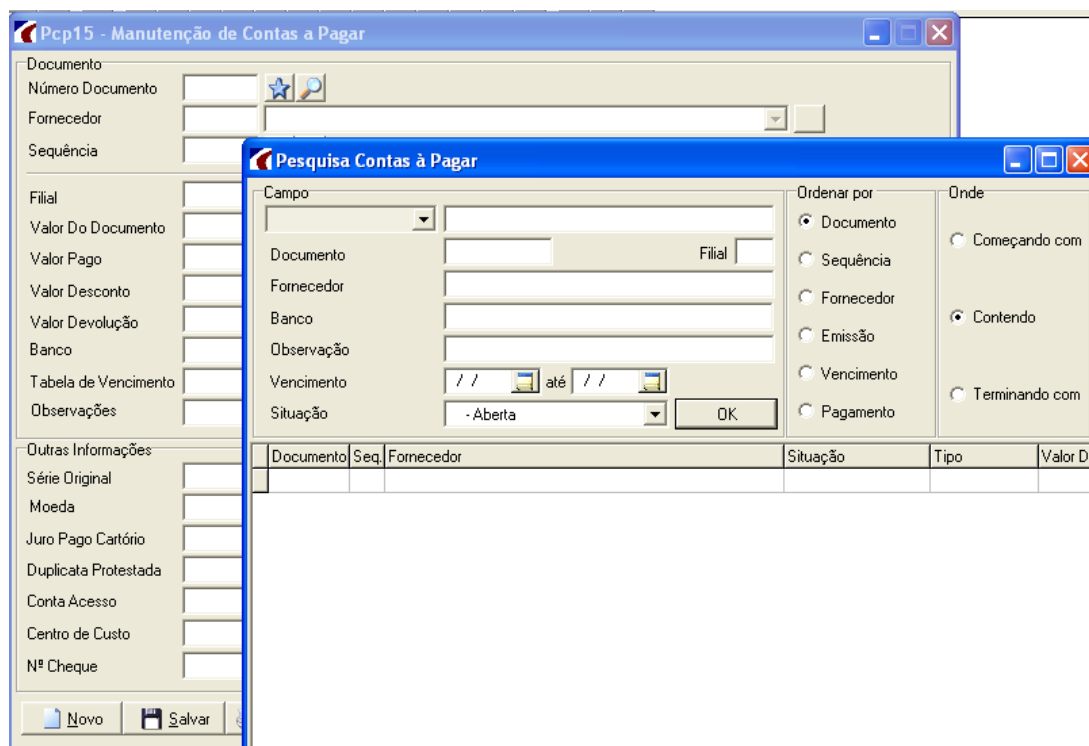 Pcp15 - Manutenção de Contas a Pagar
Documento
Número Documento
Fornecedor
Sequência
Filial
Valor Do Documento
Valor Pago
Valor Desconto
Valor Devolução
Banco
Tabela de Vencimento
Observações
Outras Informações
Série Original
Moeda
Juro Pago Cartório
Duplicata Protestada
Conta Acesso
Centro de Custo
Nº Cheque
Novo Salvar
Pesquisa Contas à Pagar
Campo
Documento Filial
Fornecedor
Banco
Observação
Vencimento / / até / /
Situação - Aberta OK
Ordenar por
Documento
Sequência
Fornecedor
Emissão
Vencimento
Pagamento
Onde
Começando com
Contendo
Terminando com
Documento Seq. Fornecedor Situação Tipo Valor D